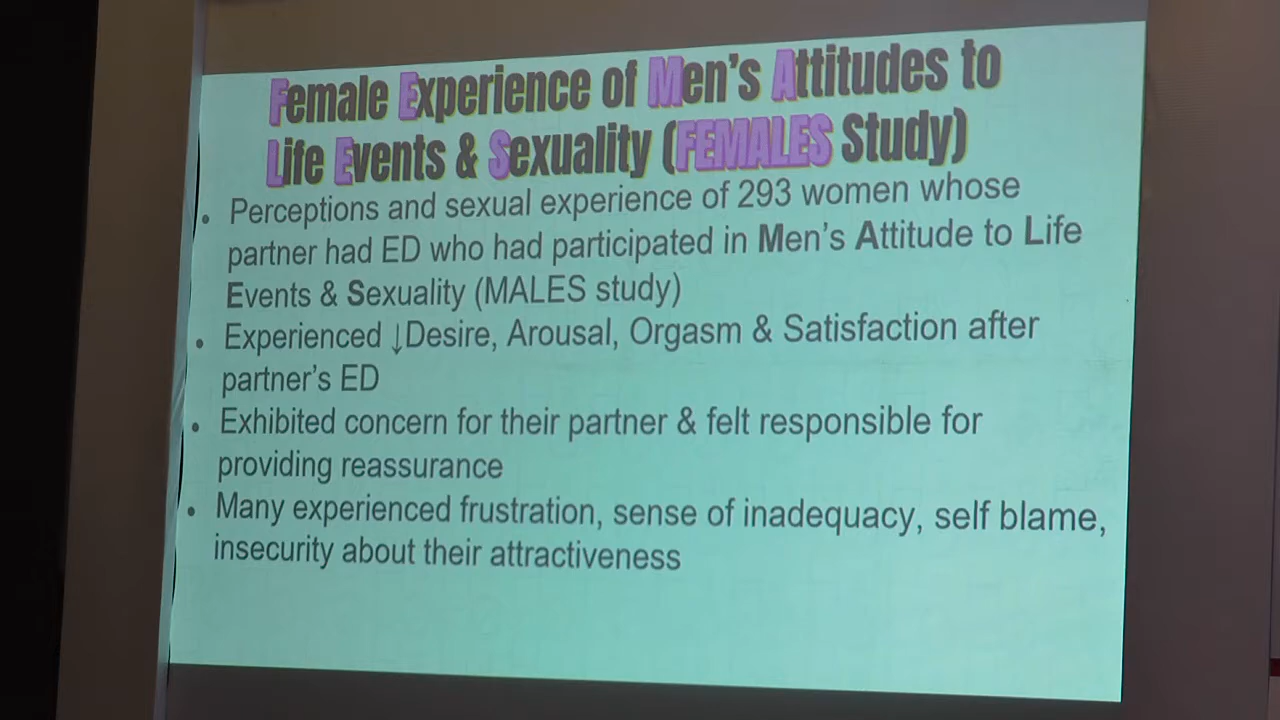 Female Experience of Men's Attitudes to
Life Events & Sexuality (FEMALES Study)
• Perceptions and sexual experience of 293 women whose
partner had ED who had participated in Men's Attitude to Life
Events & Sexuality (MALES study)
• Experienced ↓Desire, Arousal, Orgasm & Satisfaction after
partner's ED
• Exhibited concern for their partner & felt responsible for
providing reassurance
• Many experienced frustration, sense of inadequacy, self blame,
insecurity about their attractiveness